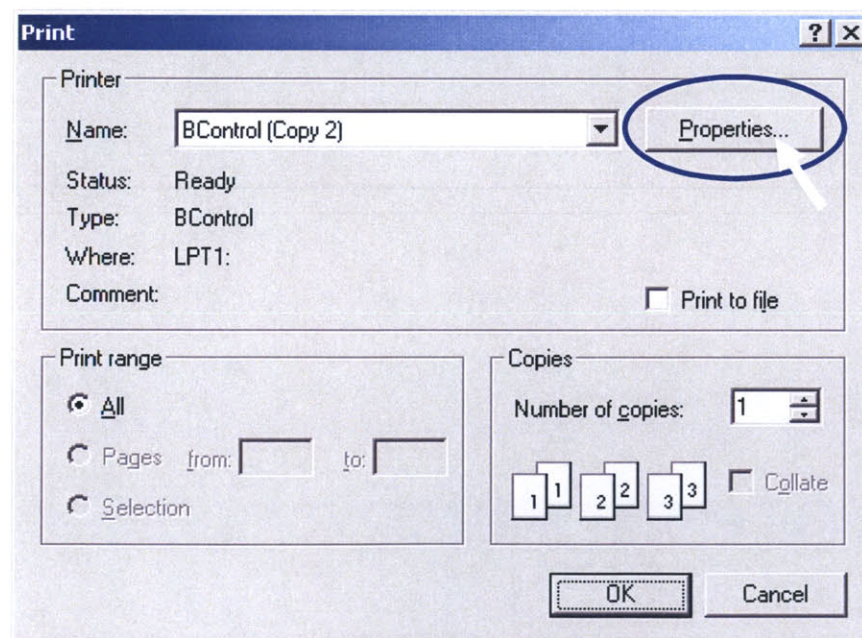 Print
Printer
Name: BControl (Copy 2) Properties...
Status: Ready
Type: BControl
Where: LPT1:
Comment:
Print to file
Print range
All
Pages from: to:
Selection
Copies
Number of copies: 1
1 1 2 2 3 3
Collate
OK Cancel